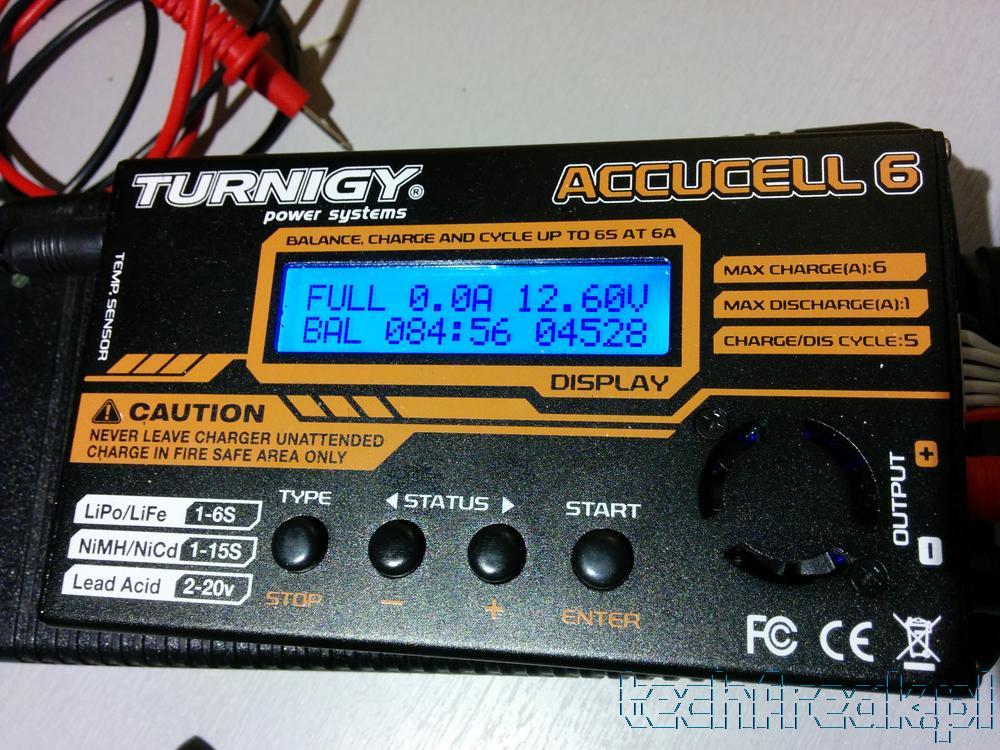 TURNIGY®
power systems
ACCUCELL 6
BALANCE, CHARGE AND CYCLE UP TO 6S AT 6A
FULL 0.0A 12.60V
BAL 084:56 04528
DISPLAY
MAX CHARGE(A):6
MAX DISCHARGE(A):1
CHARGE/DIS CYCLE:5
TEMP. SENSOR
CAUTION
NEVER LEAVE CHARGER UNATTENDED
CHARGE IN FIRE SAFE AREA ONLY
LiPo/LiFe 1-6S
NiMH/NiCd 1-15S
Lead Acid 2-20v
TYPE
STATUS
START
STOP
−
+
ENTER
OUTPUT
+
−
FC CE
techfreak.pl